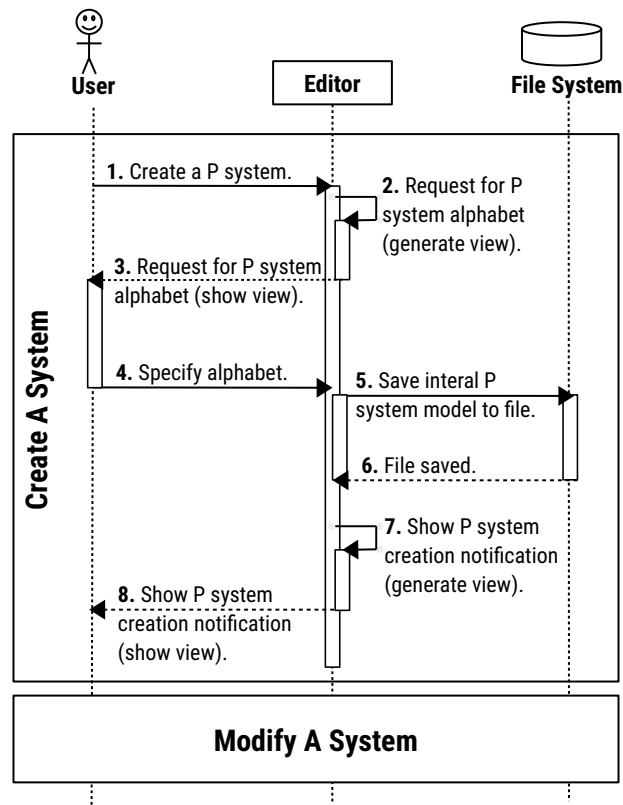 User
Editor
File System
Create A System
1. Create a P system.
2. Request for P
system alphabet
(generate view).
3. Request for P system
alphabet (show view).
4. Specify alphabet.
5. Save interal P
system model to file.
6. File saved.
7. Show P system
creation notification
(generate view).
8. Show P system
creation notification
(show view).
Modify A System